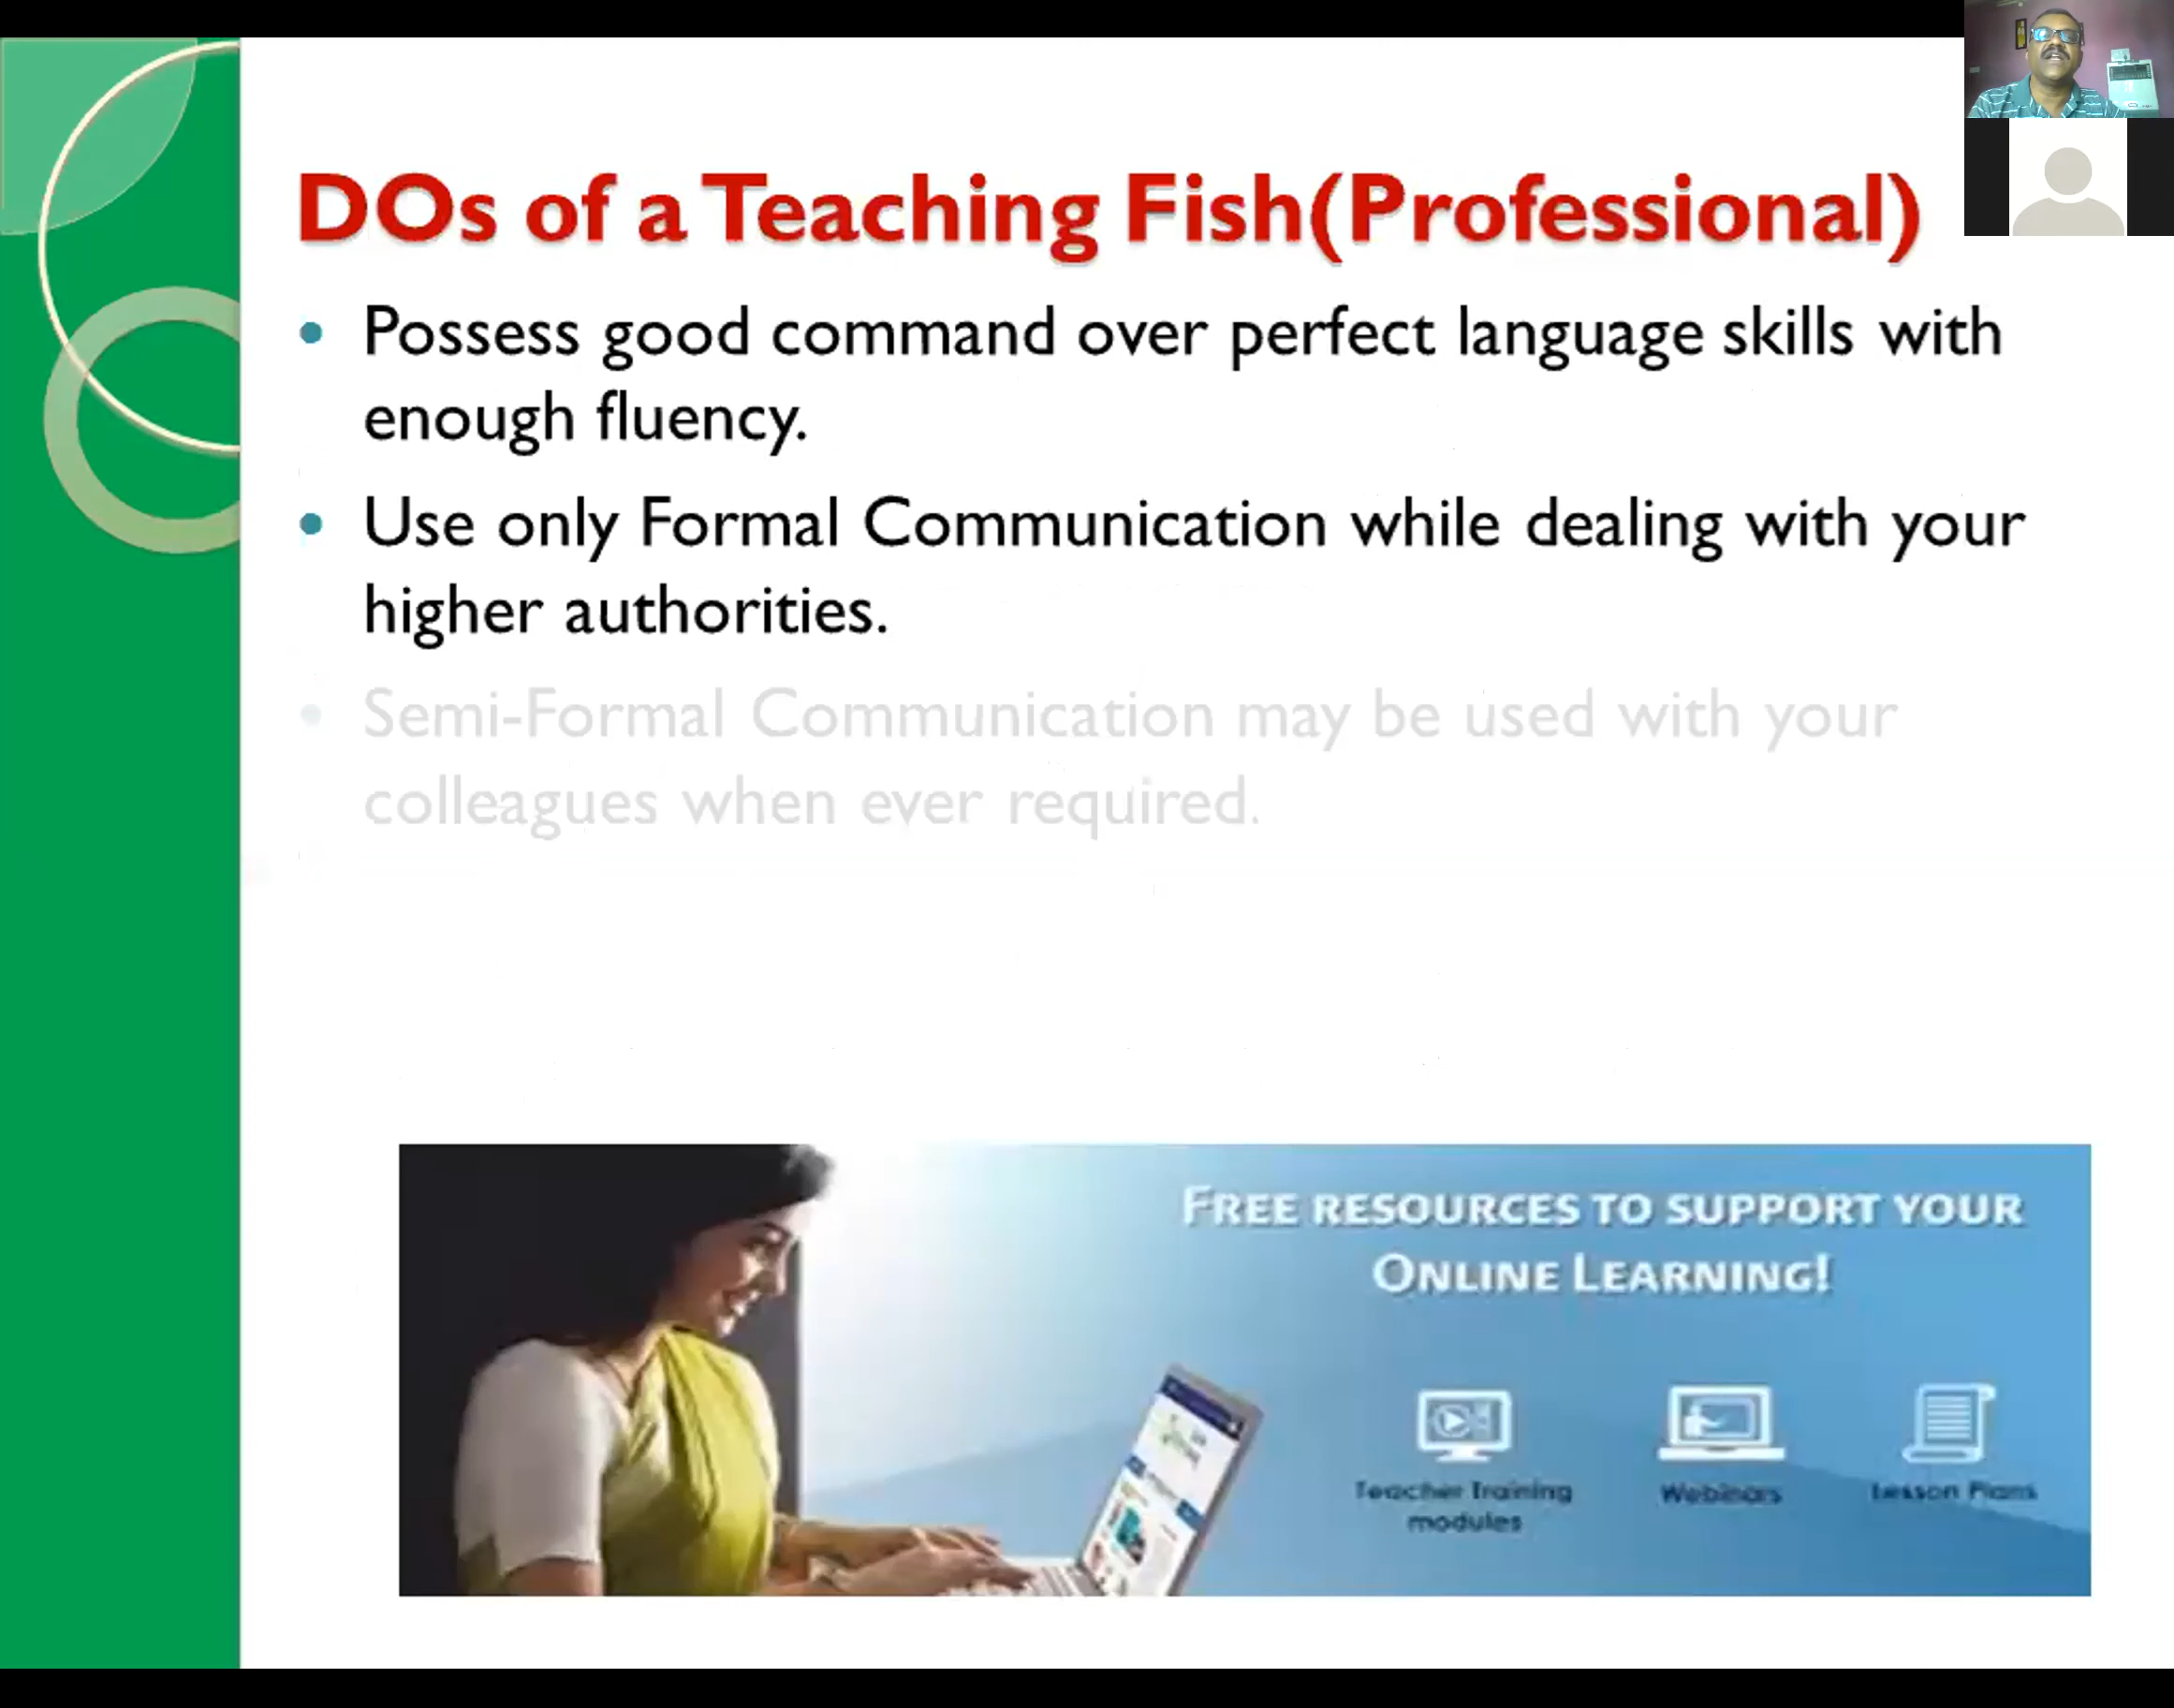 DOs of a Teaching Fish(Professional)
• Possess good command over perfect language skills with
enough fluency.
• Use only Formal Communication while dealing with your
higher authorities.
• Semi-Formal Communication may be used with your
colleagues when ever required.
FREE RESOURCES TO SUPPORT YOUR
ONLINE LEARNING!
Teacher Training
modules
Webinars
Lesson Plans